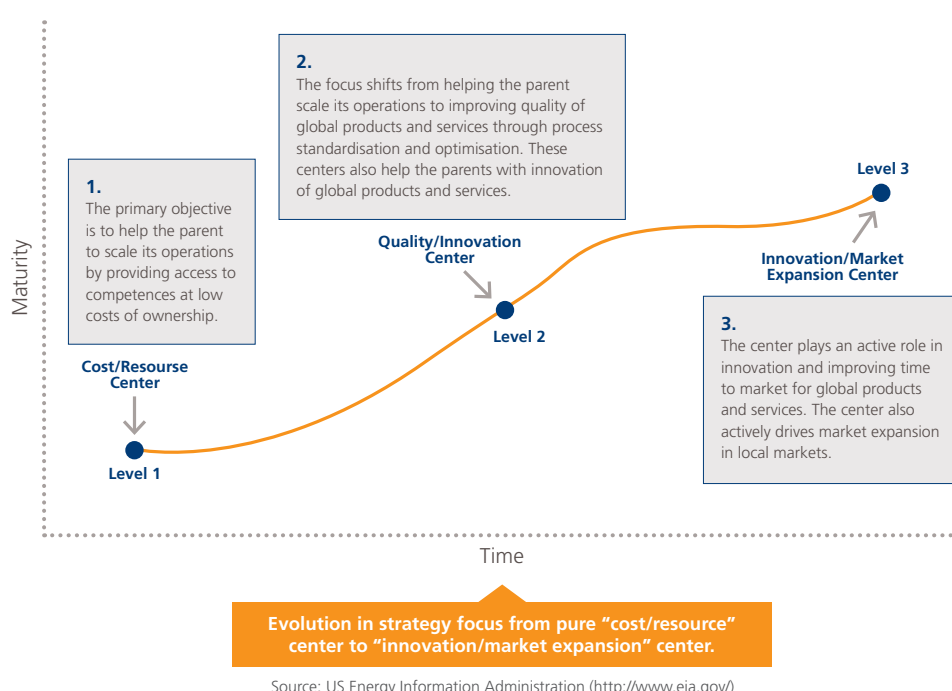 1.
The primary objective
is to help the parent
to scale its operations
by providing access to
competences at low
costs of ownership.
Cost/Resourse
Center
Level 1
2.
The focus shifts from helping the parent
scale its operations to improving quality of
global products and services through process
standardisation and optimisation. These
centers also help the parents with innovation
of global products and services.
Quality/Innovation
Center
Level 2
Level 3
Innovation/Market
Expansion Center
3.
The center plays an active role in
innovation and improving time
to market for global products
and services. The center also
actively drives market expansion
in local markets.
Maturity
Time
Evolution in strategy focus from pure “cost/resource”
center to “innovation/market expansion” center.
Source: US Energy Information Administration (http://www.eia.gov/)